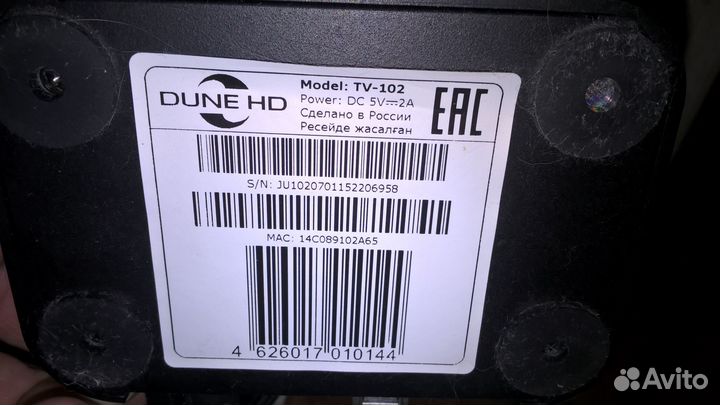 DUNE HD
Model: TV-102
Power: DC 5V⎓2A
Сделано в России
Ресейде жасалған
EAC
S/N: JU1020701152206958
MAC: 14C089102A65
4 626017 010144
Avito